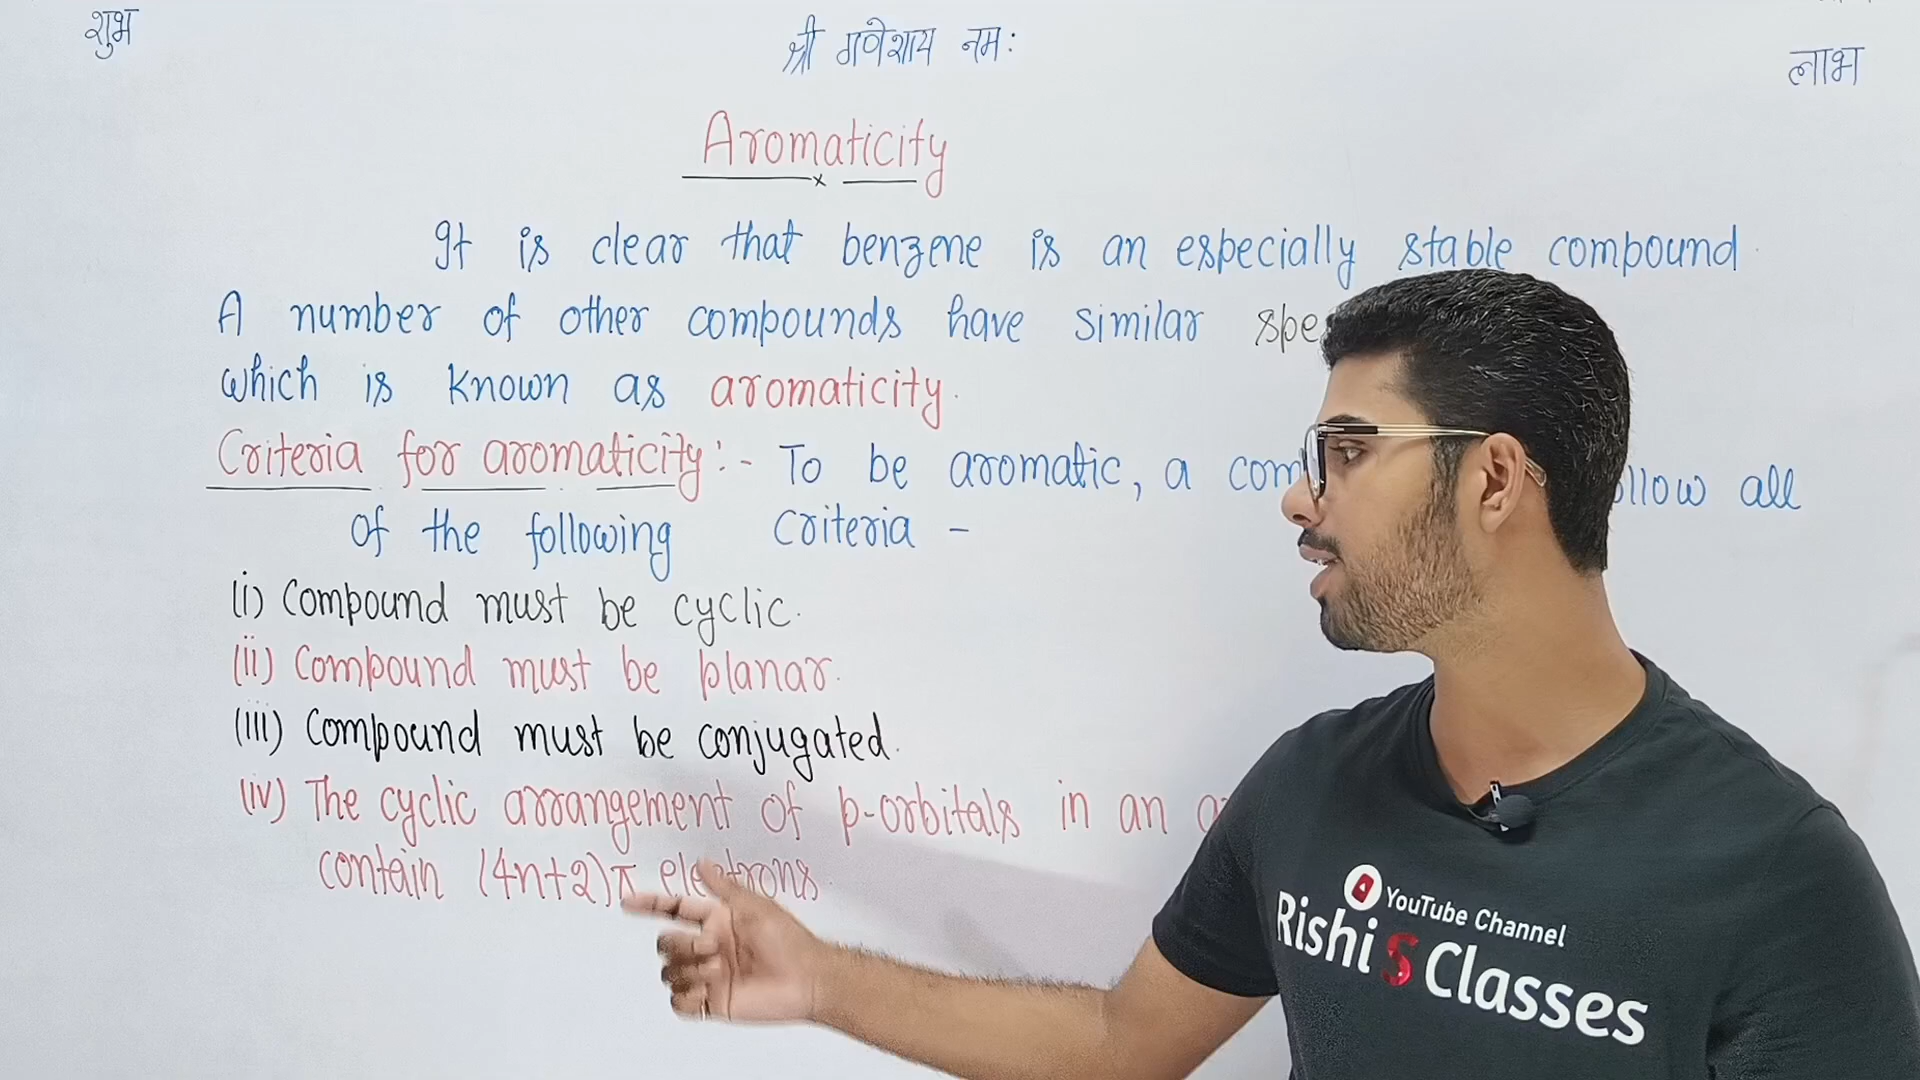 शुभ
श्री गणेशाय नमः
लाभ
Aromaticity
It is clear that benzene is an especially stable compound.
A number of other compounds have similar
which is known as aromaticity.
Criteria for aromaticity :- To be aromatic, a all
of the following criteria -
(i) Compound must be cyclic.
(ii) Compound must be planar.
(iii) Compound must be conjugated.
(iv) The cyclic arrangement of p-orbitals in an
contain (4n+2)π electrons.
YouTube Channel
Rishi S Classes